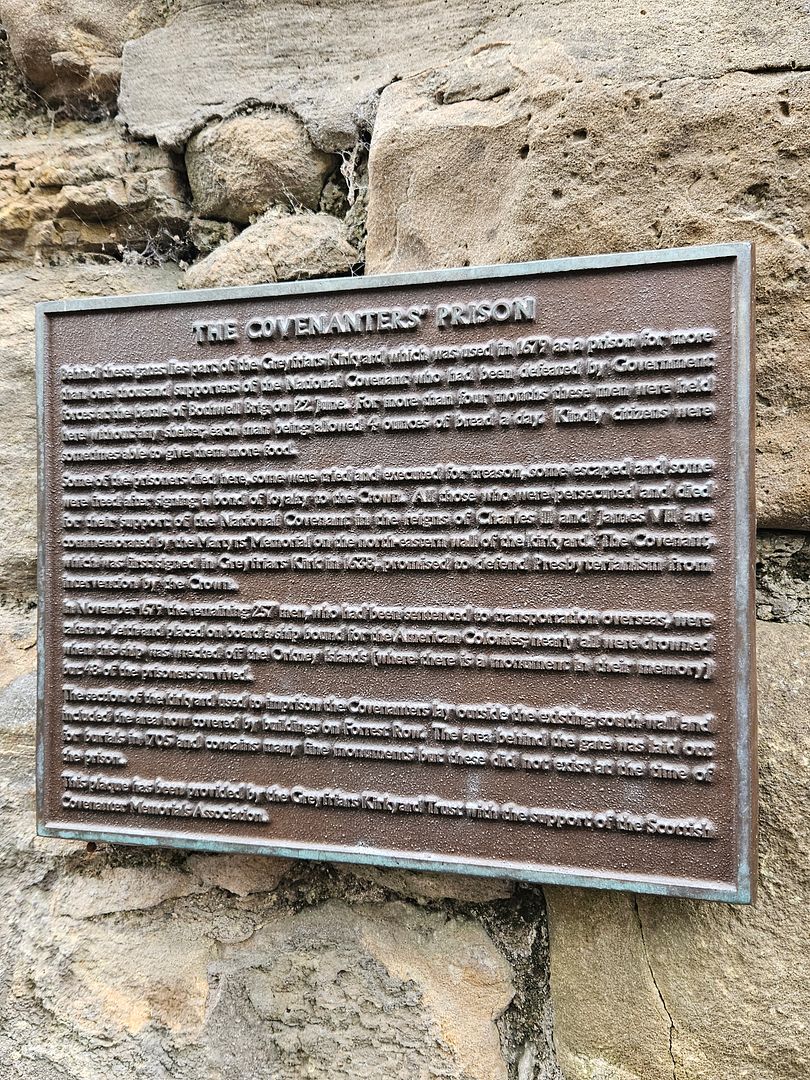 THE COVENANTERS' PRISON
Behind these gates lies part of the Greyfriars Kirkyard which was used in 1679 as a prison for more
than one thousand supporters of the National Covenant who had been defeated by Government
forces at the battle of Bothwell Brig on 22 June. For more than four months these men were held
here without any shelter, each man being allowed 4 ounces of bread a day. Kindly citizens were
sometimes able to give them more food.
Some of the prisoners died here, some were tried and executed for treason, some escaped and some
were freed after signing a bond of loyalty to the Crown. All those who were persecuted and died
for their support of the National Covenant in the reigns of Charles II and James VII are
commemorated by the Martyrs' Memorial on the north-eastern wall of the kirkyard. The Covenant,
which was first signed in Greyfriars Kirk in 1638, promised to defend Presbyterianism from
intervention by the Crown.
In November 1679 the remaining 257 men, who had been sentenced to transportation overseas, were
taken to Leith and placed on board a ship bound for the American Colonies; nearly all were drowned
when this ship was wrecked off the Orkney Islands (where there is a monument in their memory)
but 48 of the prisoners survived.
The section of the kirkyard used to imprison the Covenanters lay outside the existing south wall and
included the area now covered by buildings on Forrest Row. The area behind the gate was laid out
for burials in 1705 and contains many fine monuments but these did not exist at the time of
the prison.
This plaque has been provided by the Greyfriars Kirkyard Trust with the support of the Scottish
Covenanters Memorials Association.